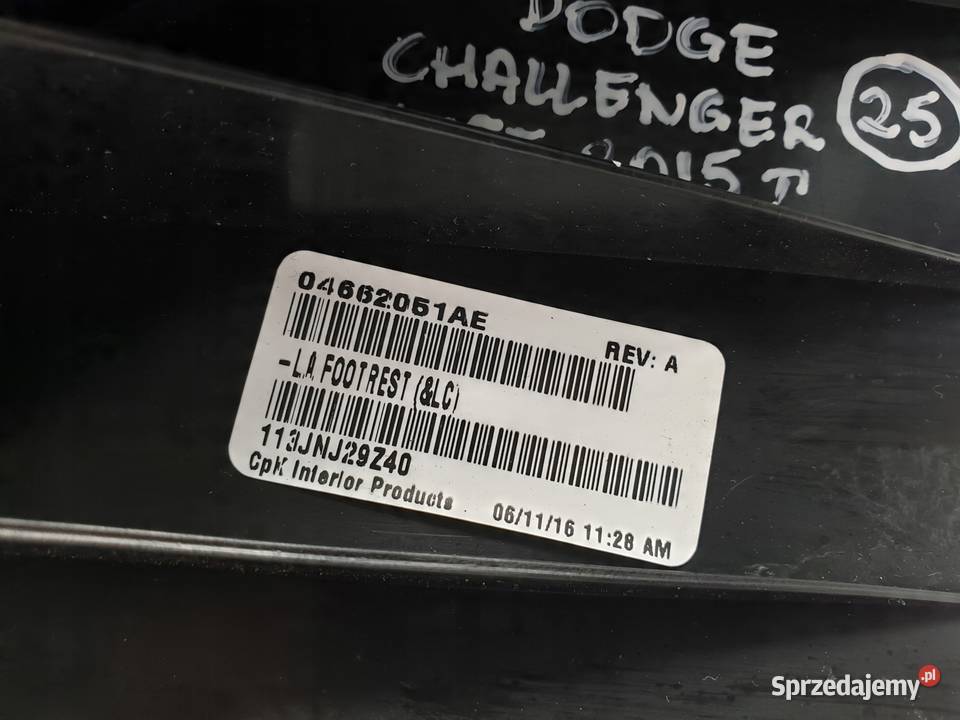 DODGE
CHALLENGER
25
2015
04662051AE
REV: A
-LA FOOTREST (&LC)
113JNJ29Z40
CpK Interior Products
06/11/16 11:28 AM
Sprzedajemy.pl